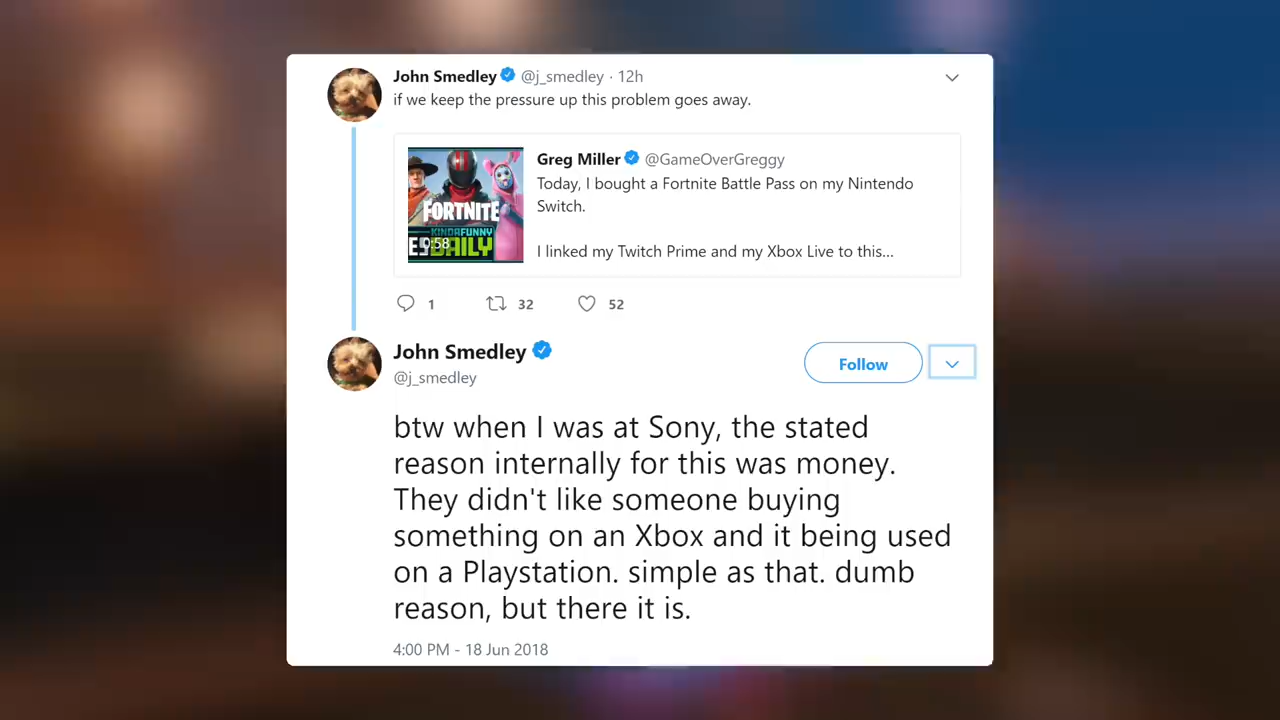 John Smedley @j_smedley · 12h
if we keep the pressure up this problem goes away.
Greg Miller @GameOverGreggy
Today, I bought a Fortnite Battle Pass on my Nintendo
Switch.
I linked my Twitch Prime and my Xbox Live to this...
FORTNITE
KINDAFUNNY
ES DAILY
0:58
1 32 52
John Smedley
@j_smedley
Follow
btw when I was at Sony, the stated
reason internally for this was money.
They didn't like someone buying
something on an Xbox and it being used
on a Playstation. simple as that. dumb
reason, but there it is.
4:00 PM - 18 Jun 2018